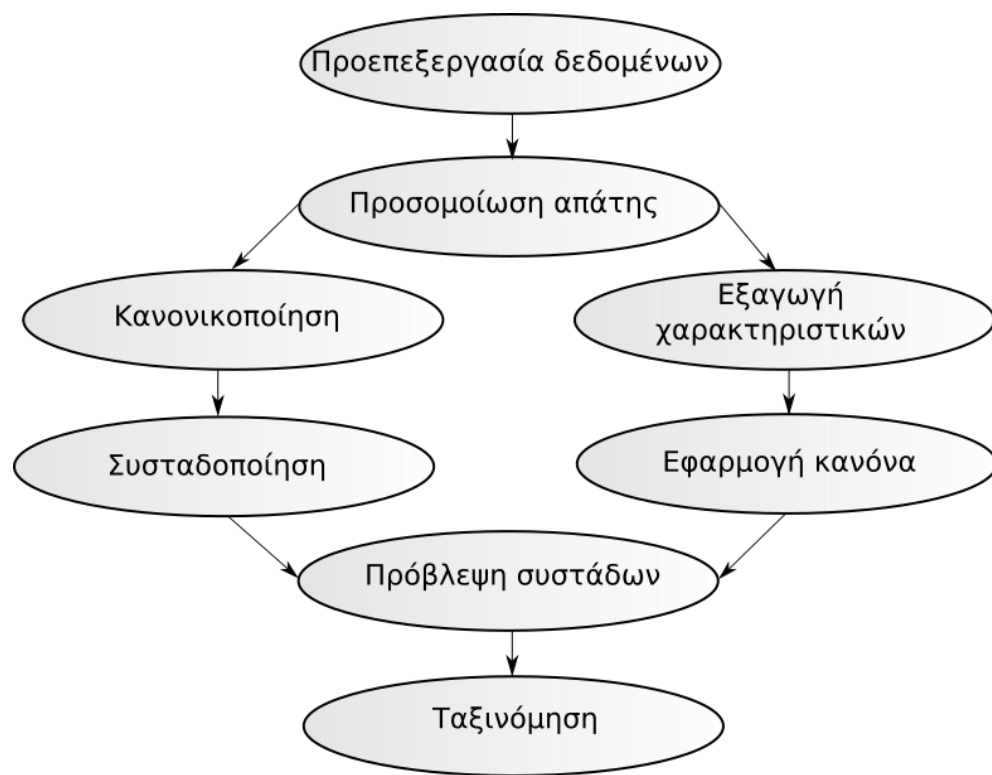 Προεπεξεργασία δεδομένων
Προσομοίωση απάτης
Κανονικοποίηση
Εξαγωγή
χαρακτηριστικών
Συσταδοποίηση
Εφαρμογή κανόνα
Πρόβλεψη συστάδων
Ταξινόμηση